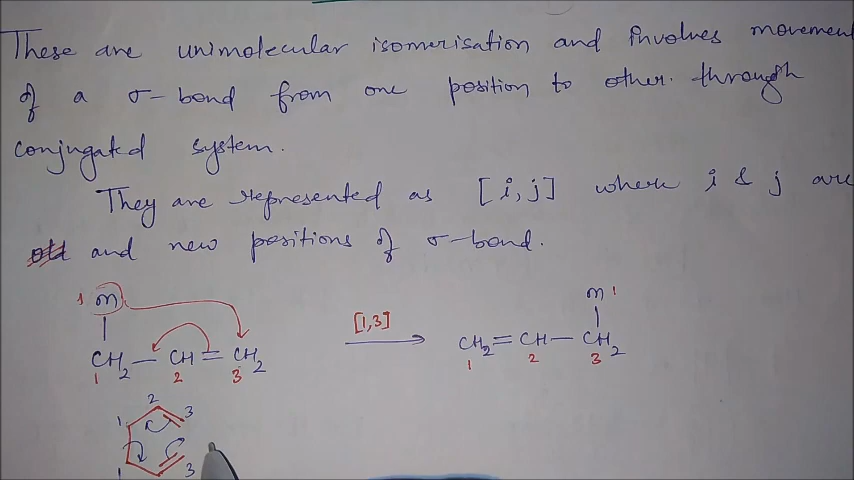 These are unimolecular isomerisation and involves movement
of a σ-bond from one position to other. through
conjugated system.
They are represented as [i,j] where i & j are
old and new positions of σ-bond.
1 m
m 1
[1,3]
CH2 — CH = CH2
CH2 = CH — CH2
1 2 3
1 2 3
2
1 3
1 3